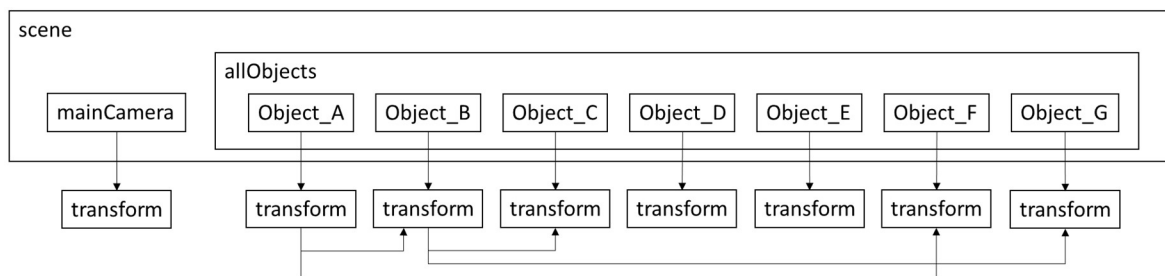 scene
allObjects
mainCamera Object_A Object_B Object_C Object_D Object_E Object_F Object_G
transform transform transform transform transform transform transform transform